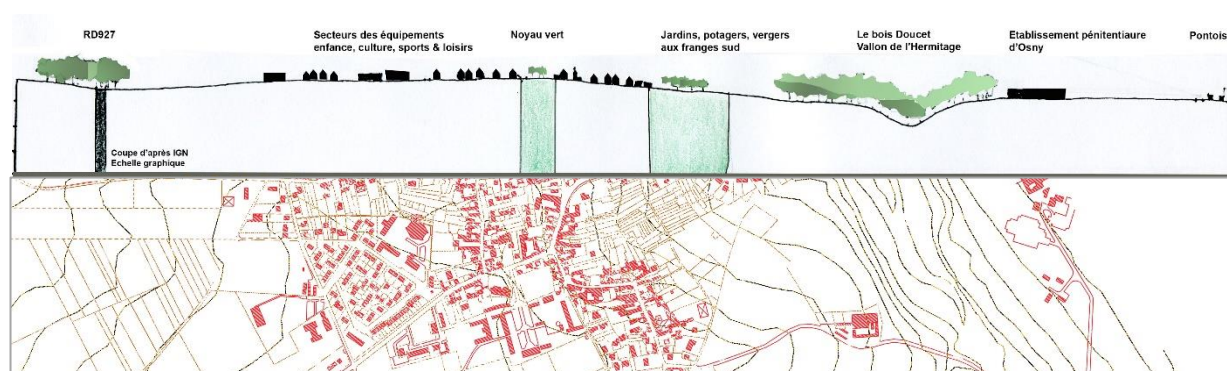 RD927
Secteurs des équipements
enfance, culture, sports & loisirs
Noyau vert
Jardins, potagers, vergers
aux franges sud
Le bois Doucet
Vallon de l'Hermitage
Etablissement pénitentiaure
d'Osny
Pontois
Coupe d'après IGN
Echelle graphique